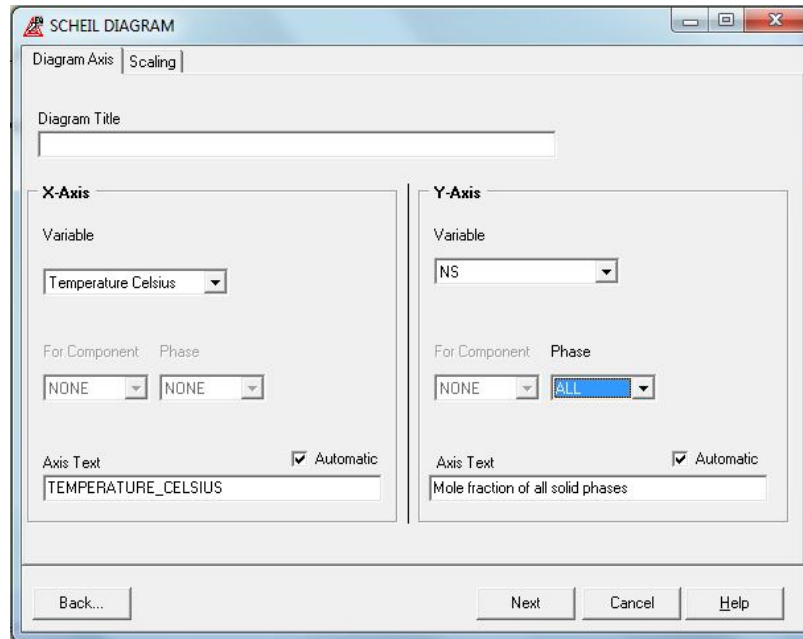 SCHEIL DIAGRAM
Diagram Axis Scaling
Diagram Title
X-Axis
Variable
Temperature Celsius
For Component Phase
NONE NONE
Axis Text Automatic
TEMPERATURE_CELSIUS
Y-Axis
Variable
NS
For Component Phase
NONE ALL
Axis Text Automatic
Mole fraction of all solid phases
Back... Next Cancel Help